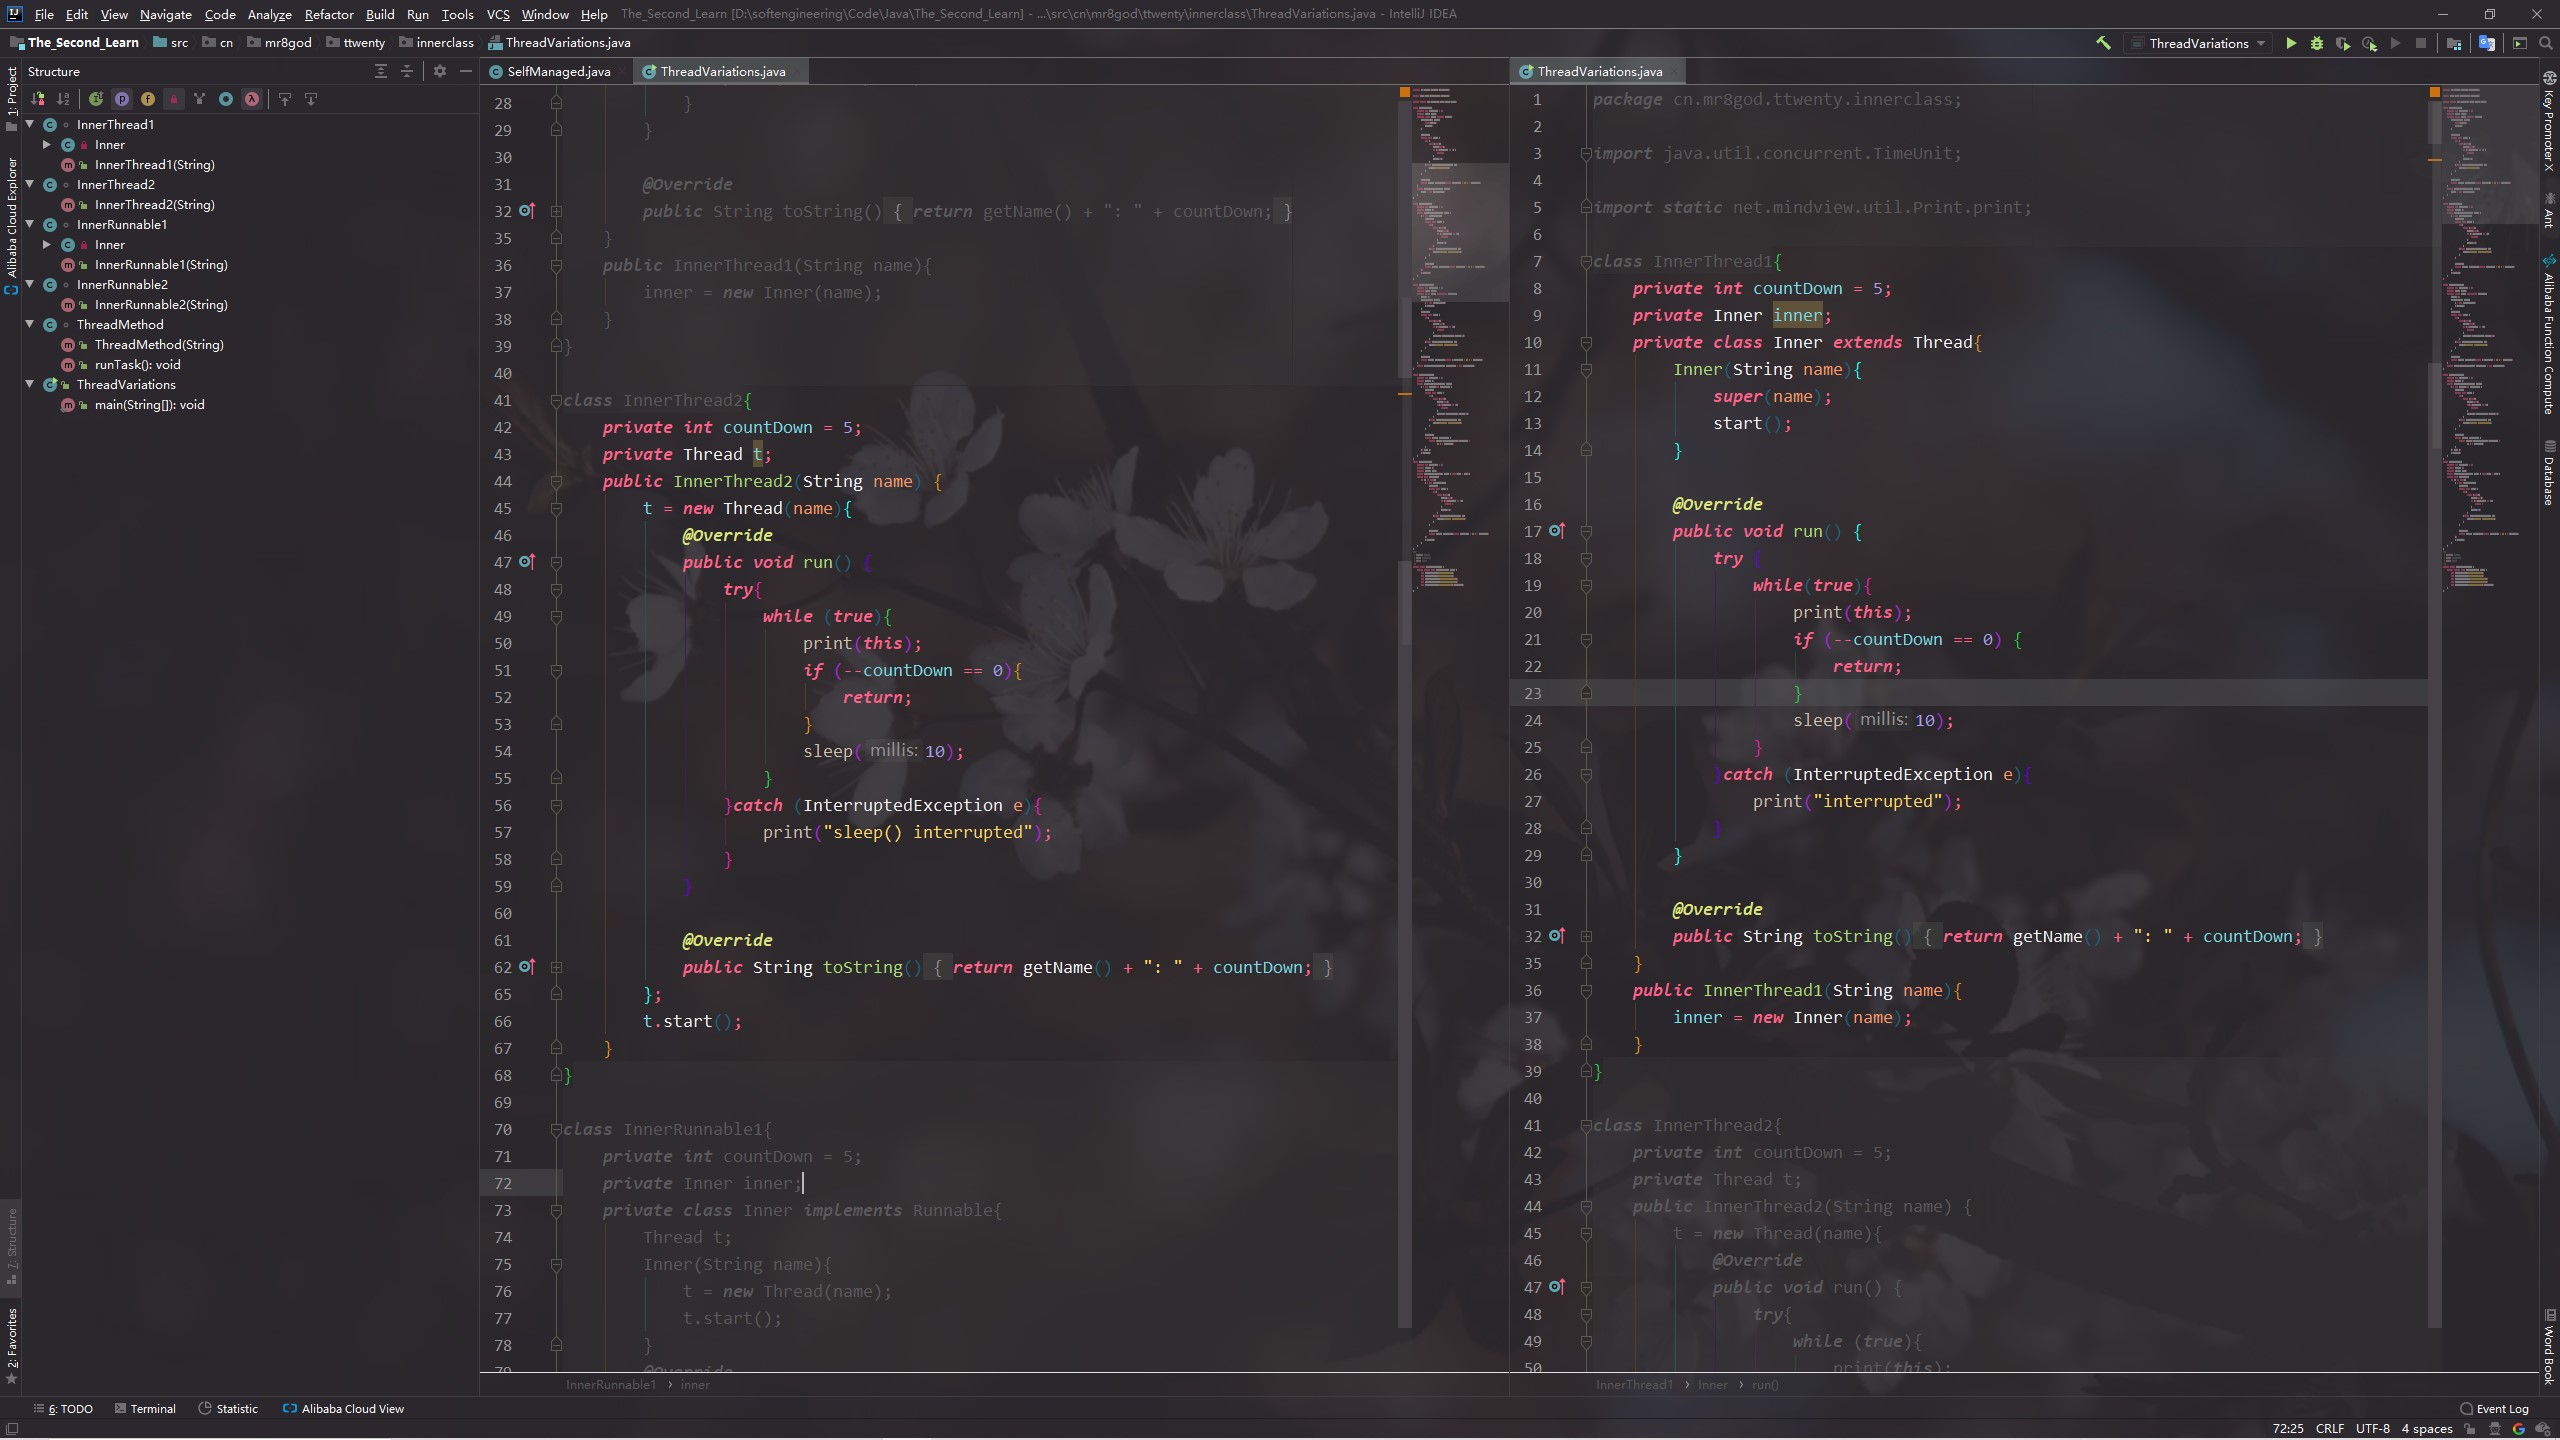 File Edit View Navigate Code Analyze Refactor Build Run Tools VCS Window Help The_Second_Learn [D:\softengineering\Code\Java\The_Second_Learn] - ...\src\cn\mr8god\ttwenty\innerclass\ThreadVariations.java - IntelliJ IDEA
The_Second_Learn src cn mr8god ttwenty innerclass ThreadVariations.java ThreadVariations
1: Project
Alibaba Cloud Explorer
7: Structure
2: Favorites
Structure
InnerThread1
Inner
InnerThread1(String)
InnerThread2
InnerThread2(String)
InnerRunnable1
Inner
InnerRunnable1(String)
InnerRunnable2
InnerRunnable2(String)
ThreadMethod
ThreadMethod(String)
runTask(): void
ThreadVariations
main(String[]): void
SelfManaged.java ThreadVariations.java
28 }
29 }
30
31 @Override
32 public String toString() { return getName() + ": " + countDown; }
35 }
36 public InnerThread1(String name){
37 inner = new Inner(name);
38 }
39 }
40
41 class InnerThread2{
42 private int countDown = 5;
43 private Thread t;
44 public InnerThread2(String name) {
45 t = new Thread(name){
46 @Override
47 public void run() {
48 try{
49 while (true){
50 print(this);
51 if (--countDown == 0){
52 return;
53 }
54 sleep( millis: 10);
55 }
56 }catch (InterruptedException e){
57 print("sleep() interrupted");
58 }
59 }
60
61 @Override
62 public String toString() { return getName() + ": " + countDown; }
65 };
66 t.start();
67 }
68 }
69
70 class InnerRunnable1{
71 private int countDown = 5;
72 private Inner inner;
73 private class Inner implements Runnable{
74 Thread t;
75 Inner(String name){
76 t = new Thread(name);
77 t.start();
78 }
79 @Override
InnerRunnable1 › inner
ThreadVariations.java
1 package cn.mr8god.ttwenty.innerclass;
2
3 import java.util.concurrent.TimeUnit;
4
5 import static net.mindview.util.Print.print;
6
7 class InnerThread1{
8 private int countDown = 5;
9 private Inner inner;
10 private class Inner extends Thread{
11 Inner(String name){
12 super(name);
13 start();
14 }
15
16 @Override
17 public void run() {
18 try {
19 while(true){
20 print(this);
21 if (--countDown == 0) {
22 return;
23 }
24 sleep( millis: 10);
25 }
26 }catch (InterruptedException e){
27 print("interrupted");
28 }
29 }
30
31 @Override
32 public String toString() { return getName() + ": " + countDown; }
35 }
36 public InnerThread1(String name){
37 inner = new Inner(name);
38 }
39 }
40
41 class InnerThread2{
42 private int countDown = 5;
43 private Thread t;
44 public InnerThread2(String name) {
45 t = new Thread(name){
46 @Override
47 public void run() {
48 try{
49 while (true){
50 print(this);
InnerThread1 › Inner › run()
Key Promoter X
Ant
Alibaba Function Compute
Database
Word Book
6: TODO Terminal Statistic Alibaba Cloud View Event Log
72:25 CRLF UTF-8 4 spaces